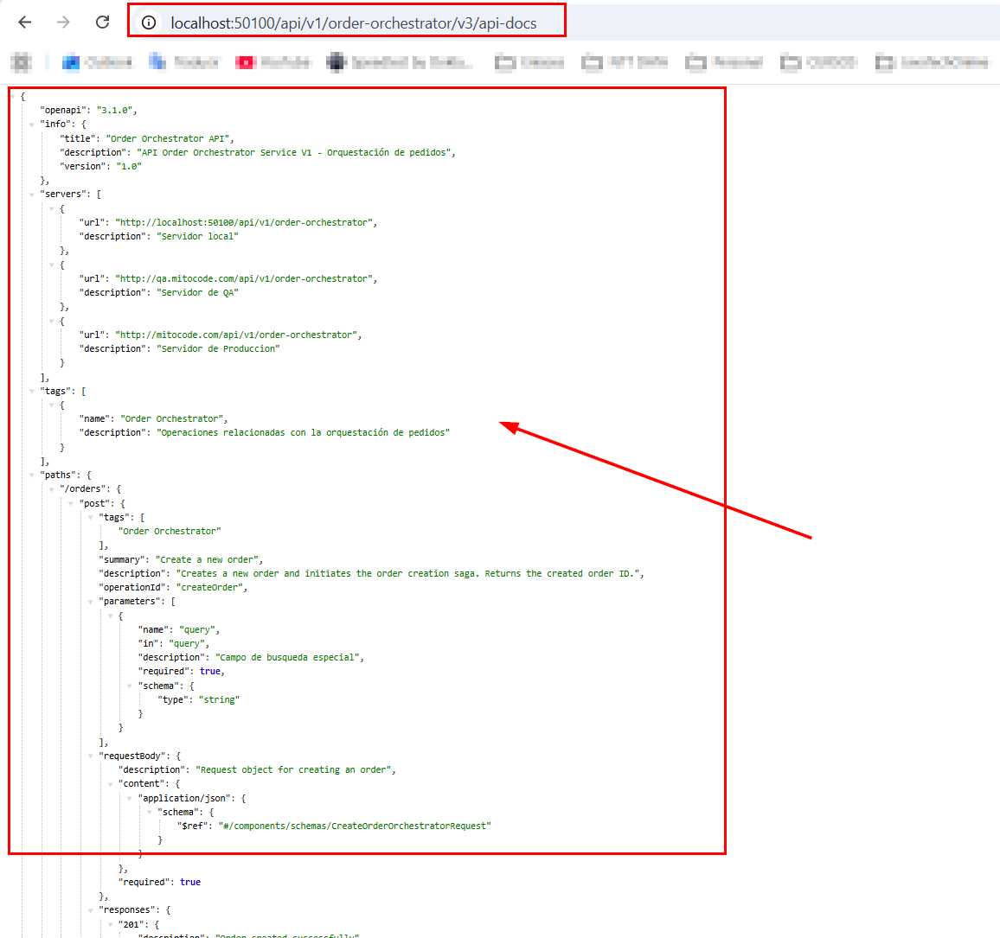 localhost:50100/api/v1/order-orchestrator/v3/api-docs
{
"openapi": "3.1.0",
"info": {
"title": "Order Orchestrator API",
"description": "API Order Orchestrator Service V1 - Orquestación de pedidos",
"version": "1.0"
},
"servers": [
{
"url": "http://localhost:50100/api/v1/order-orchestrator",
"description": "Servidor local"
},
{
"url": "http://qa.mitocode.com/api/v1/order-orchestrator",
"description": "Servidor de QA"
},
{
"url": "http://mitocode.com/api/v1/order-orchestrator",
"description": "Servidor de Produccion"
}
],
"tags": [
{
"name": "Order Orchestrator",
"description": "Operaciones relacionadas con la orquestación de pedidos"
}
],
"paths": {
"/orders": {
"post": {
"tags": [
"Order Orchestrator"
],
"summary": "Create a new order",
"description": "Creates a new order and initiates the order creation saga. Returns the created order ID.",
"operationId": "createOrder",
"parameters": [
{
"name": "query",
"in": "query",
"description": "Campo de busqueda especial",
"required": true,
"schema": {
"type": "string"
}
}
],
"requestBody": {
"description": "Request object for creating an order",
"content": {
"application/json": {
"schema": {
"$ref": "#/components/schemas/CreateOrderOrchestratorRequest"
}
}
},
"required": true
},
"responses": {
"201": {
"description": "Order created successfully"